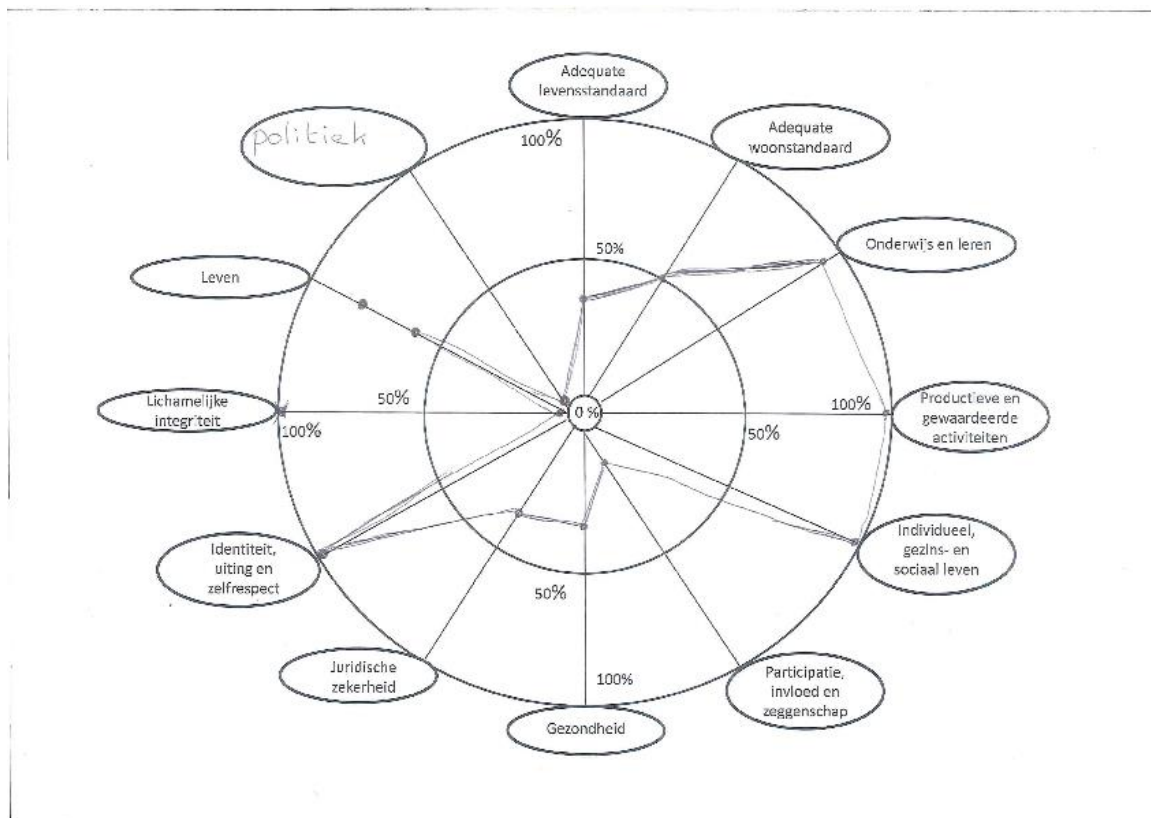 Adequate
levensstandaard
Adequate
woonstandaard
politiek
100%
Onderwijs en leren
50%
Leven
Lichamelijke
integriteit
50%
100%
0 %
50%
100%
Productieve en
gewaardeerde
activiteiten
Identiteit,
uiting en
zelfrespect
Individueel,
gezins- en
sociaal leven
50%
Juridische
zekerheid
100%
Participatie,
invloed en
zeggenschap
Gezondheid